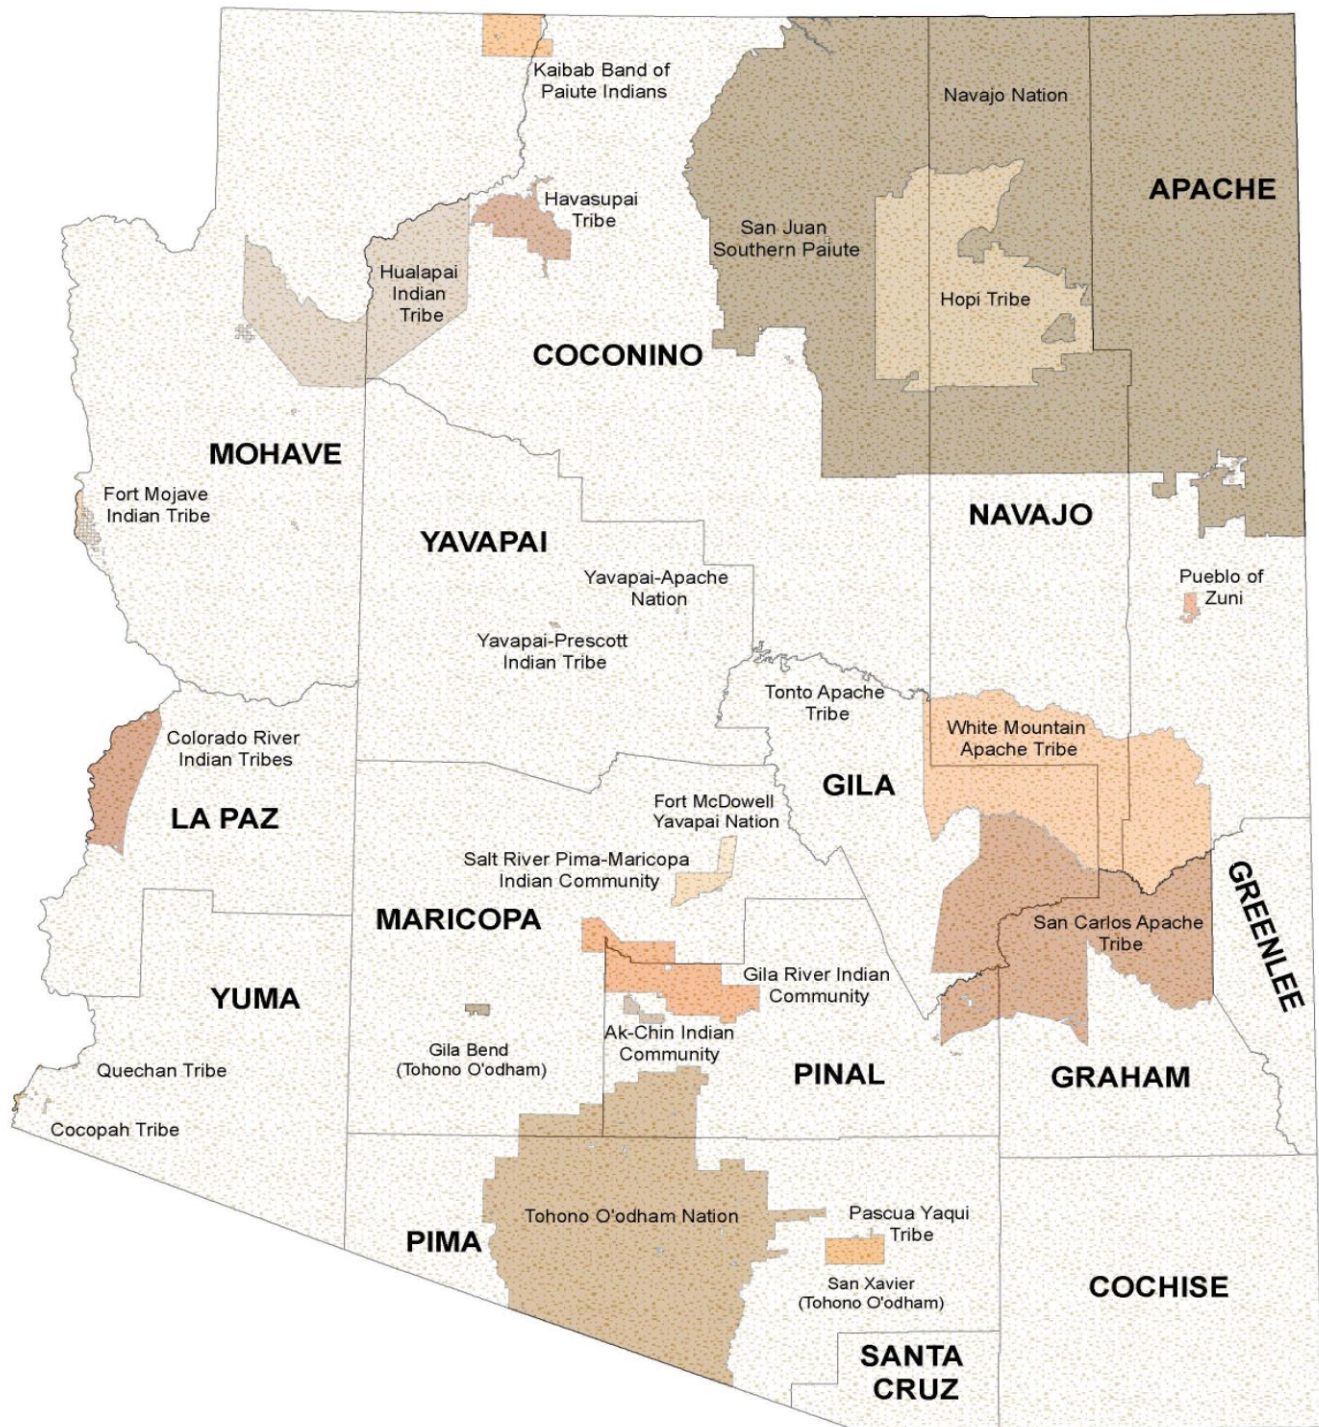 Kaibab Band of
Paiute Indians
Navajo Nation
APACHE
Havasupai
Tribe
San Juan
Southern Paiute
Hualapai
Indian
Tribe
Hopi Tribe
COCONINO
MOHAVE
Fort Mojave
Indian Tribe
NAVAJO
YAVAPAI
Yavapai-Apache
Nation
Pueblo of
Zuni
Yavapai-Prescott
Indian Tribe
Tonto Apache
Tribe
White Mountain
Apache Tribe
Colorado River
Indian Tribes
GILA
LA PAZ
Fort McDowell
Yavapai Nation
Salt River Pima-Maricopa
Indian Community
GREENLEE
MARICOPA
San Carlos Apache
Tribe
Gila River Indian
Community
YUMA
Ak-Chin Indian
Community
Gila Bend
(Tohono O'odham)
Quechan Tribe
PINAL
GRAHAM
Cocopah Tribe
Tohono O'odham Nation
Pascua Yaqui
Tribe
PIMA
San Xavier
(Tohono O'odham)
COCHISE
SANTA
CRUZ